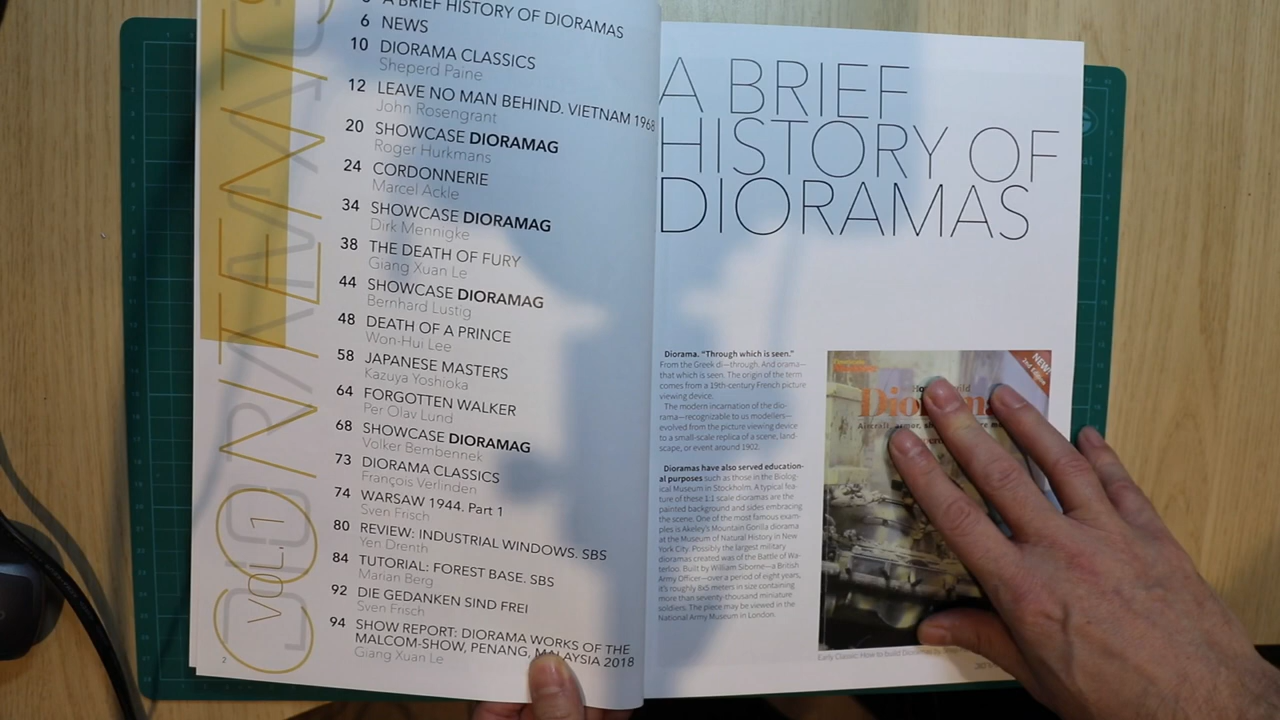 A BRIEF HISTORY OF DIORAMAS
6 NEWS
10 DIORAMA CLASSICS
Sheperd Paine
12 LEAVE NO MAN BEHIND. VIETNAM 1968
John Rosengrant
20 SHOWCASE DIORAMAG
Roger Hurkmans
24 CORDONNERIE
Marcel Ackle
34 SHOWCASE DIORAMAG
Dirk Mennigke
38 THE DEATH OF FURY
Giang Xuan Le
44 SHOWCASE DIORAMAG
Bernhard Lustig
48 DEATH OF A PRINCE
Won-Hui Lee
58 JAPANESE MASTERS
Kazuya Yoshioka
64 FORGOTTEN WALKER
Per Olav Lund
68 SHOWCASE DIORAMAG
Volker Bembennek
73 DIORAMA CLASSICS
François Verlinden
74 WARSAW 1944. Part 1
Sven Frisch
80 REVIEW: INDUSTRIAL WINDOWS. SBS
Yen Drenth
84 TUTORIAL: FOREST BASE. SBS
Marian Berg
92 DIE GEDANKEN SIND FREI
Sven Frisch
94 SHOW REPORT: DIORAMA WORKS OF THE
MALCOM-SHOW, PENANG, MALAYSIA 2018
Giang Xuan Le
VOL. 1
2
A BRIEF
HISTORY OF
DIORAMAS
Diorama. “Through which is seen.”
From the Greek di—through. And orama—
that which is seen. The origin of the term
comes from a 19th-century French picture
viewing device.
The modern incarnation of the dio-
rama—recognizable to us modellers—
evolved from the picture viewing device
to a small-scale replica of a scene, land-
scape, or event around 1902.
Dioramas have also served education-
al purposes such as those in the Biolog-
ical Museum in Stockholm. A typical fea-
ture of these 1:1 scale dioramas are the
painted background and sides embracing
the scene. One of the most famous exam-
ples is Akeley's Mountain Gorilla diorama
at the Museum of Natural History in New
York City. Possibly the largest military
dioramas created was of the Battle of Wa-
terloo. Built by William Siborne—a British
Army Officer—over a period of eight years,
it's roughly 8x5 meters in size containing
more than seventy-thousand miniature
soldiers. The piece may be viewed in the
National Army Museum in London.
NEW!
2nd Edition
Aircraft, armor,
Early Classic: How to build Dioramas by